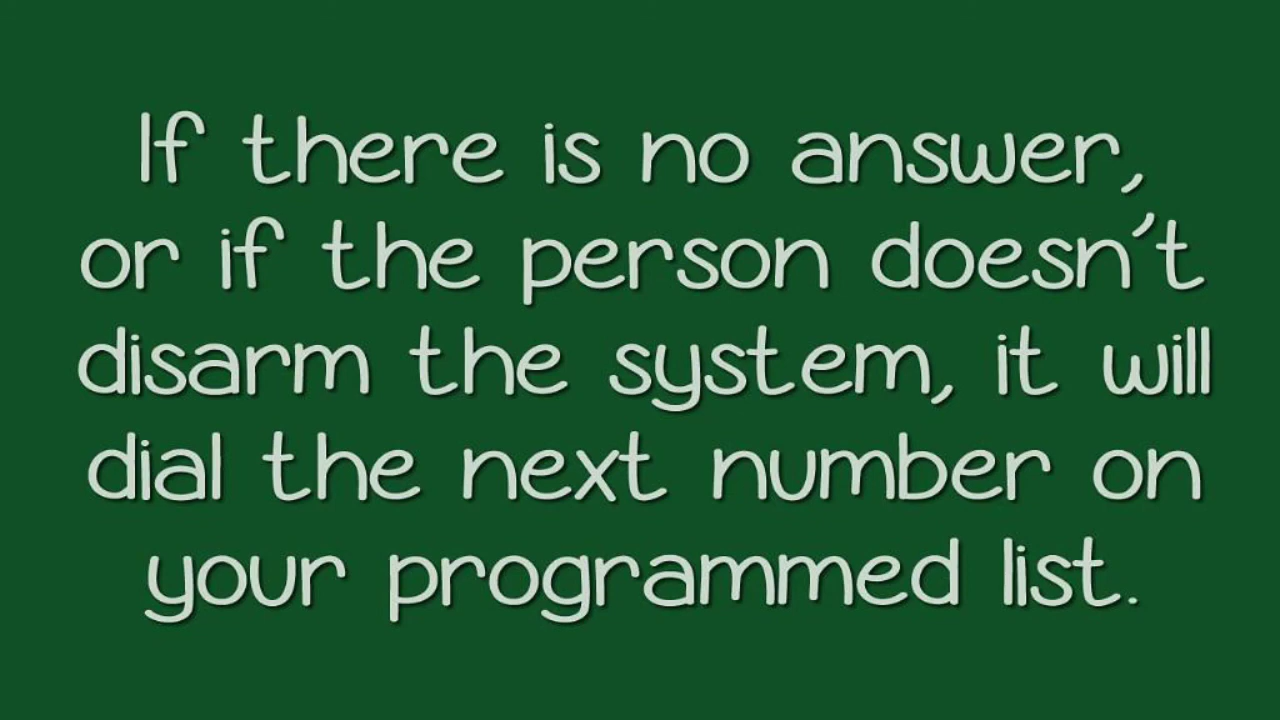 If there is no answer,
or if the person doesn't
disarm the system, it will
dial the next number on
your programmed list.